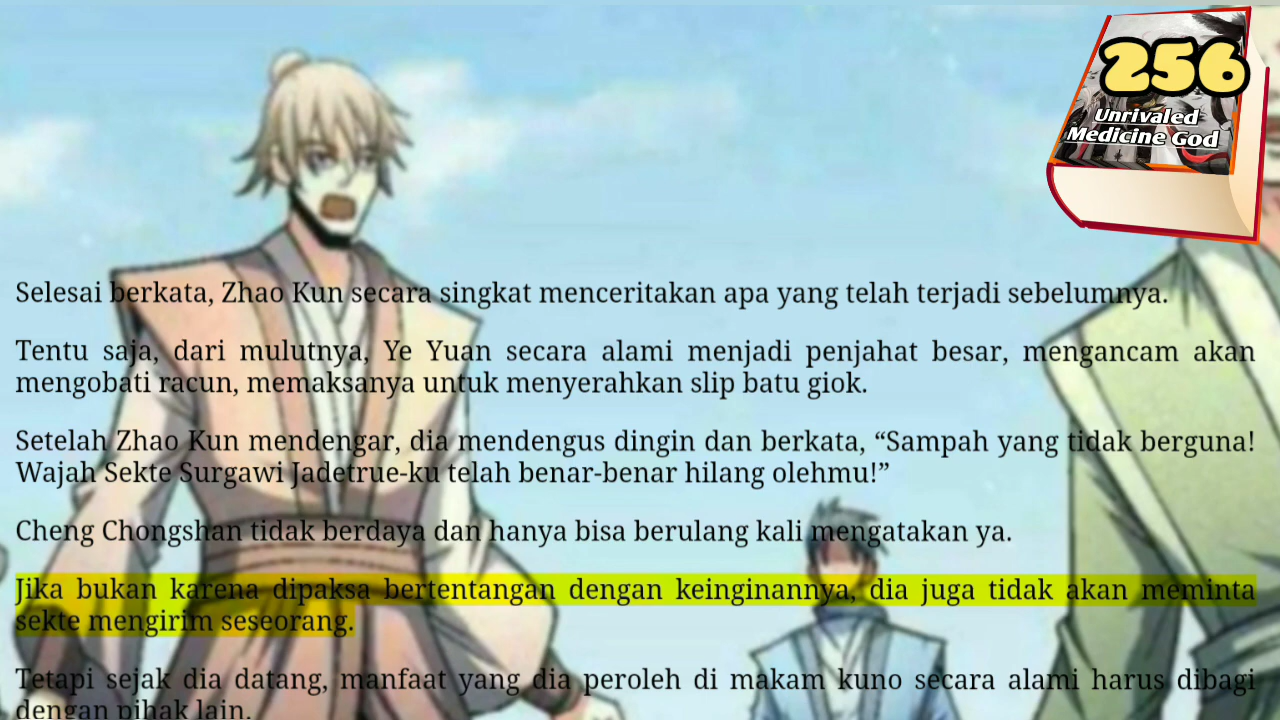 256
Unrivaled
Medicine God
Selesai berkata, Zhao Kun secara singkat menceritakan apa yang telah terjadi sebelumnya.
Tentu saja, dari mulutnya, Ye Yuan secara alami menjadi penjahat besar, mengancam akan
mengobati racun, memaksanya untuk menyerahkan slip batu giok.
Setelah Zhao Kun mendengar, dia mendengus dingin dan berkata, “Sampah yang tidak berguna!
Wajah Sekte Surgawi Jadetrue-ku telah benar-benar hilang olehmu!”
Cheng Chongshan tidak berdaya dan hanya bisa berulang kali mengatakan ya.
Jika bukan karena dipaksa bertentangan dengan keinginannya, dia juga tidak akan meminta
sekte mengirim seseorang.
Tetapi sejak dia datang, manfaat yang dia peroleh di makam kuno secara alami harus dibagi
dengan pihak lain.